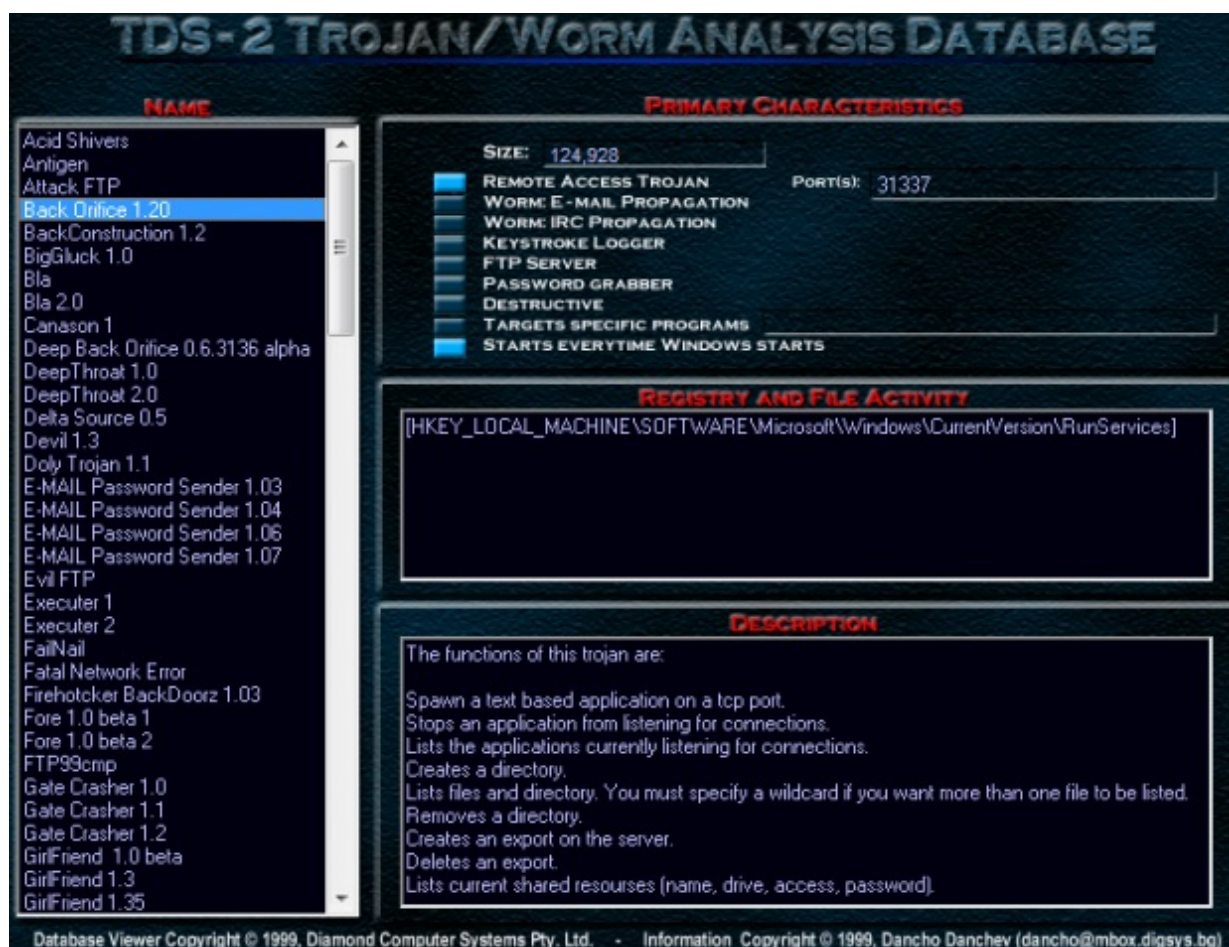 TDS-2 TROJAN/WORM ANALYSIS DATABASE
NAME
Acid Shivers
Antigen
Attack FTP
Back Orifice 1.20
BackConstruction 1.2
BigGluck 1.0
Bla
Bla 2.0
Canason 1
Deep Back Orifice 0.6.3136 alpha
DeepThroat 1.0
DeepThroat 2.0
Delta Source 0.5
Devil 1.3
Doly Trojan 1.1
E-MAIL Password Sender 1.03
E-MAIL Password Sender 1.04
E-MAIL Password Sender 1.06
E-MAIL Password Sender 1.07
Evil FTP
Executer 1
Executer 2
FailNail
Fatal Network Error
Firehotcker BackDoorz 1.03
Fore 1.0 beta 1
Fore 1.0 beta 2
FTP99cmp
Gate Crasher 1.0
Gate Crasher 1.1
Gate Crasher 1.2
GirlFriend 1.0 beta
GirlFriend 1.3
GirlFriend 1.35
PRIMARY CHARACTERISTICS
SIZE: 124,928
REMOTE ACCESS TROJAN PORT(S): 31337
WORM: E-MAIL PROPAGATION
WORM: IRC PROPAGATION
KEYSTROKE LOGGER
FTP SERVER
PASSWORD GRABBER
DESTRUCTIVE
TARGETS SPECIFIC PROGRAMS
STARTS EVERYTIME WINDOWS STARTS
REGISTRY AND FILE ACTIVITY
[HKEY_LOCAL_MACHINE\SOFTWARE\Microsoft\Windows\CurrentVersion\RunServices]
DESCRIPTION
The functions of this trojan are:
Spawn a text based application on a tcp port.
Stops an application from listening for connections.
Lists the applications currently listening for connections.
Creates a directory.
Lists files and directory. You must specify a wildcard if you want more than one file to be listed.
Removes a directory.
Creates an export on the server.
Deletes an export.
Lists current shared resourses (name, drive, access, password).
Database Viewer Copyright © 1999, Diamond Computer Systems Pty. Ltd. - Information Copyright © 1999, Dancho Danchev (dancho@mbox.digsys.bg)